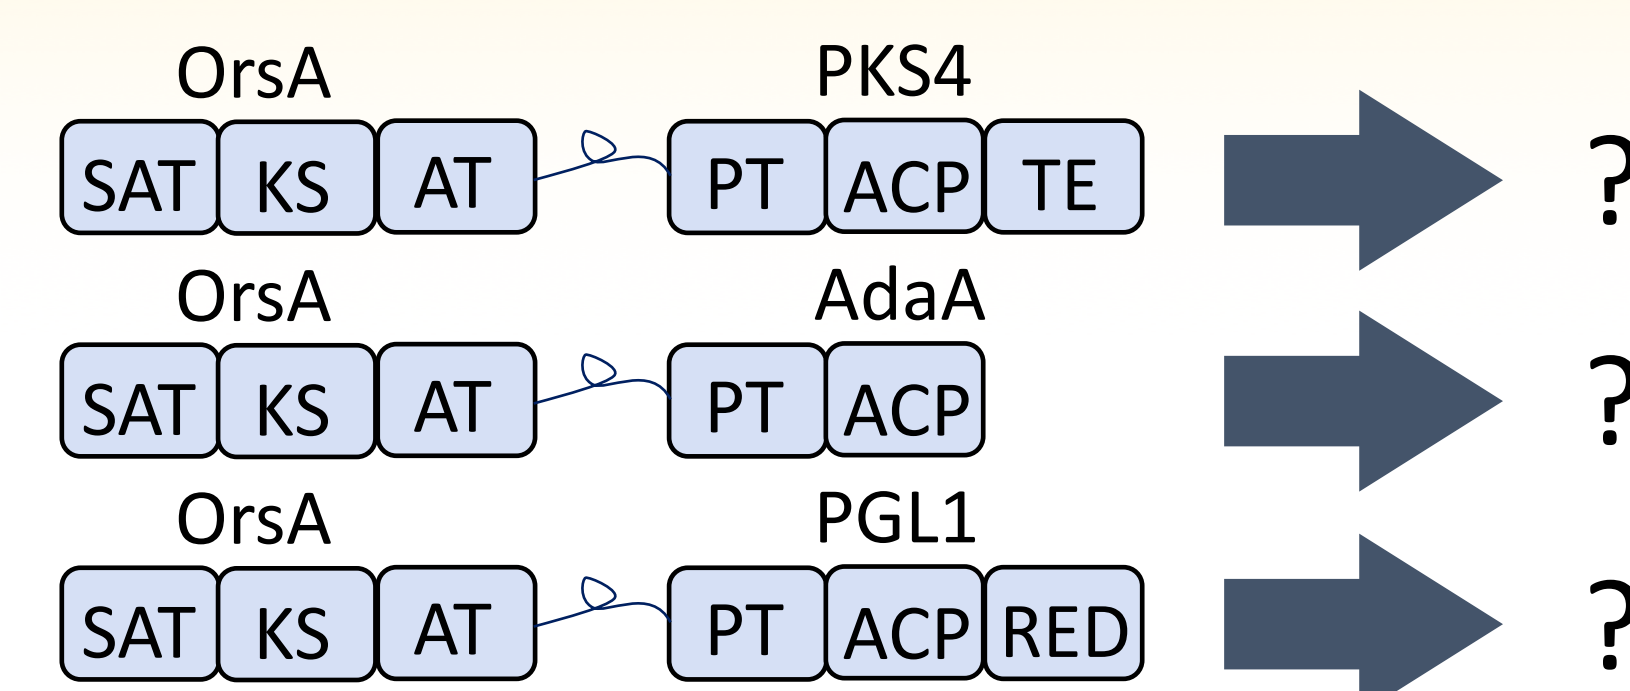 OrsA PKS4
SAT KS AT PT ACP TE ?
OrsA AdaA
SAT KS AT PT ACP ?
OrsA PGL1
SAT KS AT PT ACP RED ?